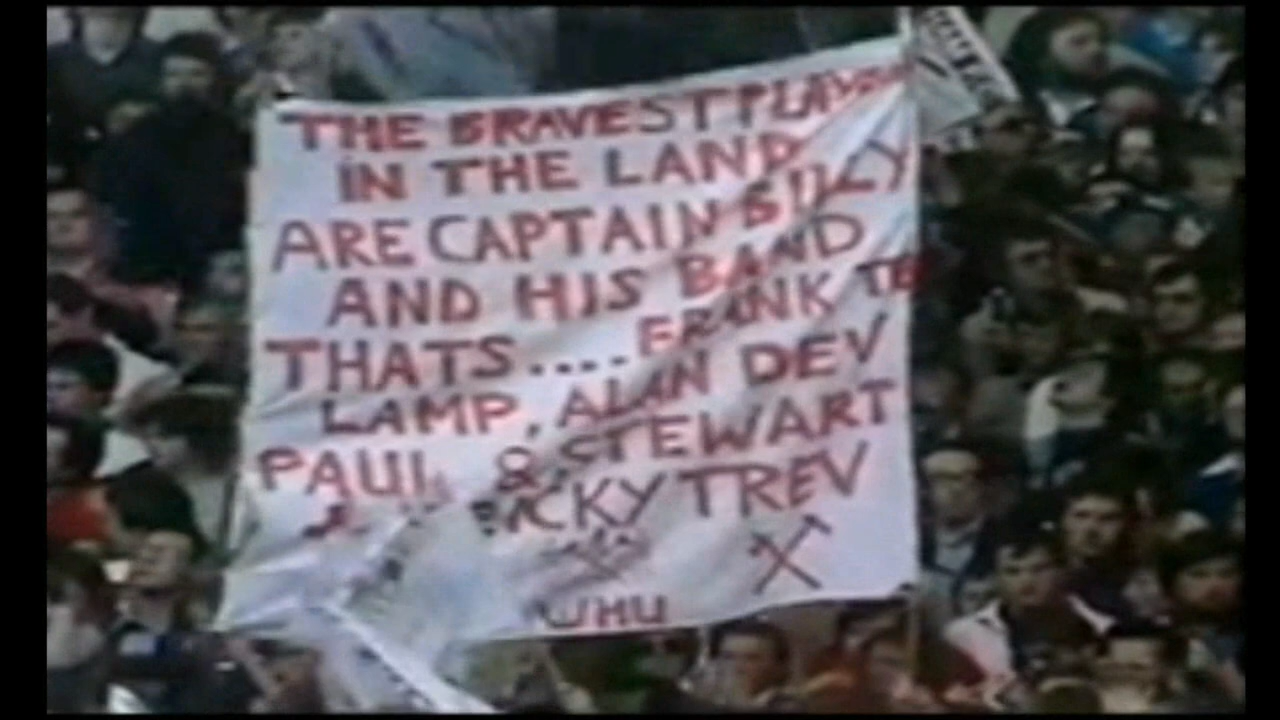 THE BRAVEST PLAYERS
IN THE LAND
ARE CAPTAIN BILLY
AND HIS BAND
THATS....FRANK
LAMP, ALAN DEV
PAUL & STEWART
TREV
WHU